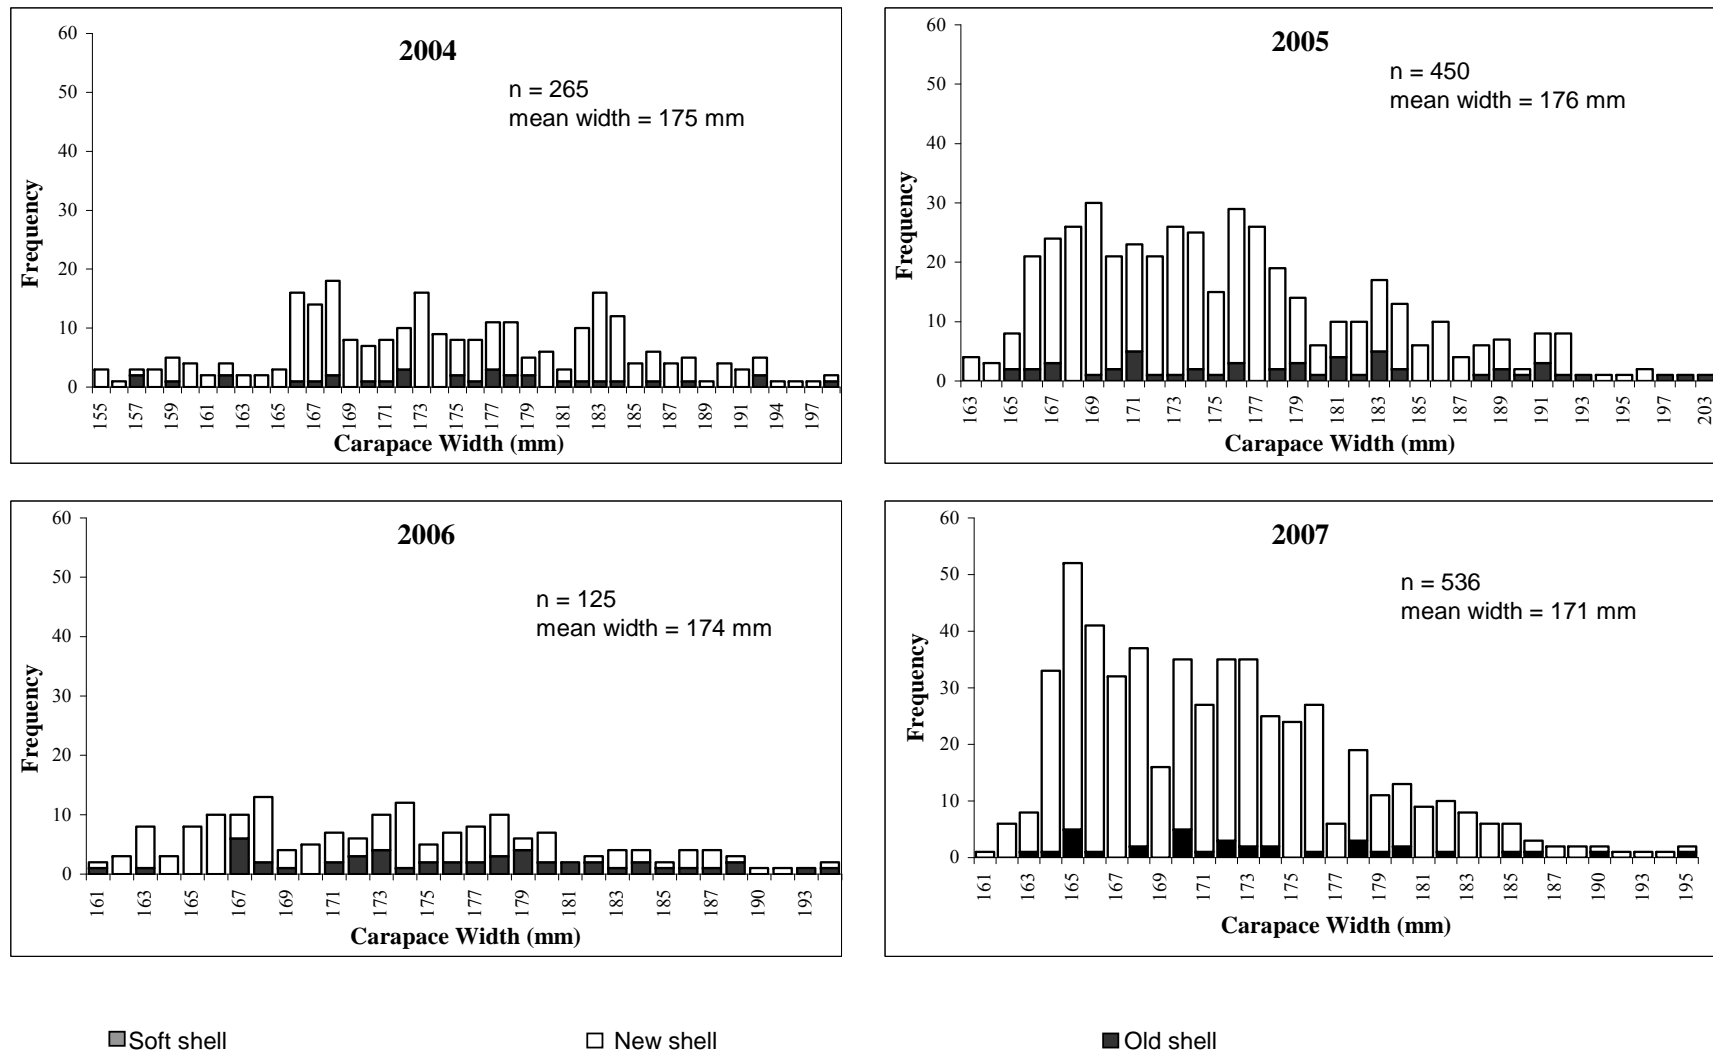 2004
n = 265
mean width = 175 mm
Frequency
60
50
40
30
20
10
0
155 157 159 161 163 165 167 169 171 173 175 177 179 181 183 185 187 189 191 194 197
Carapace Width (mm)
2005
n = 450
mean width = 176 mm
Frequency
60
50
40
30
20
10
0
163 165 167 169 171 173 175 177 179 181 183 185 187 189 191 193 195 197 203
Carapace Width (mm)
2006
n = 125
mean width = 174 mm
Frequency
60
50
40
30
20
10
0
161 163 165 167 169 171 173 175 177 179 181 183 185 187 190 193
Carapace Width (mm)
2007
n = 536
mean width = 171 mm
Frequency
60
50
40
30
20
10
0
161 163 165 167 169 171 173 175 177 179 181 183 185 187 190 193 195
Carapace Width (mm)
Soft shell New shell Old shell